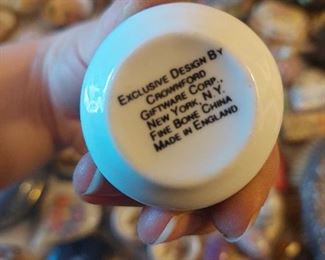 Exclusive Design By
Crownford
Giftware Corp.
New York, N.Y.
Fine Bone China
Made in England